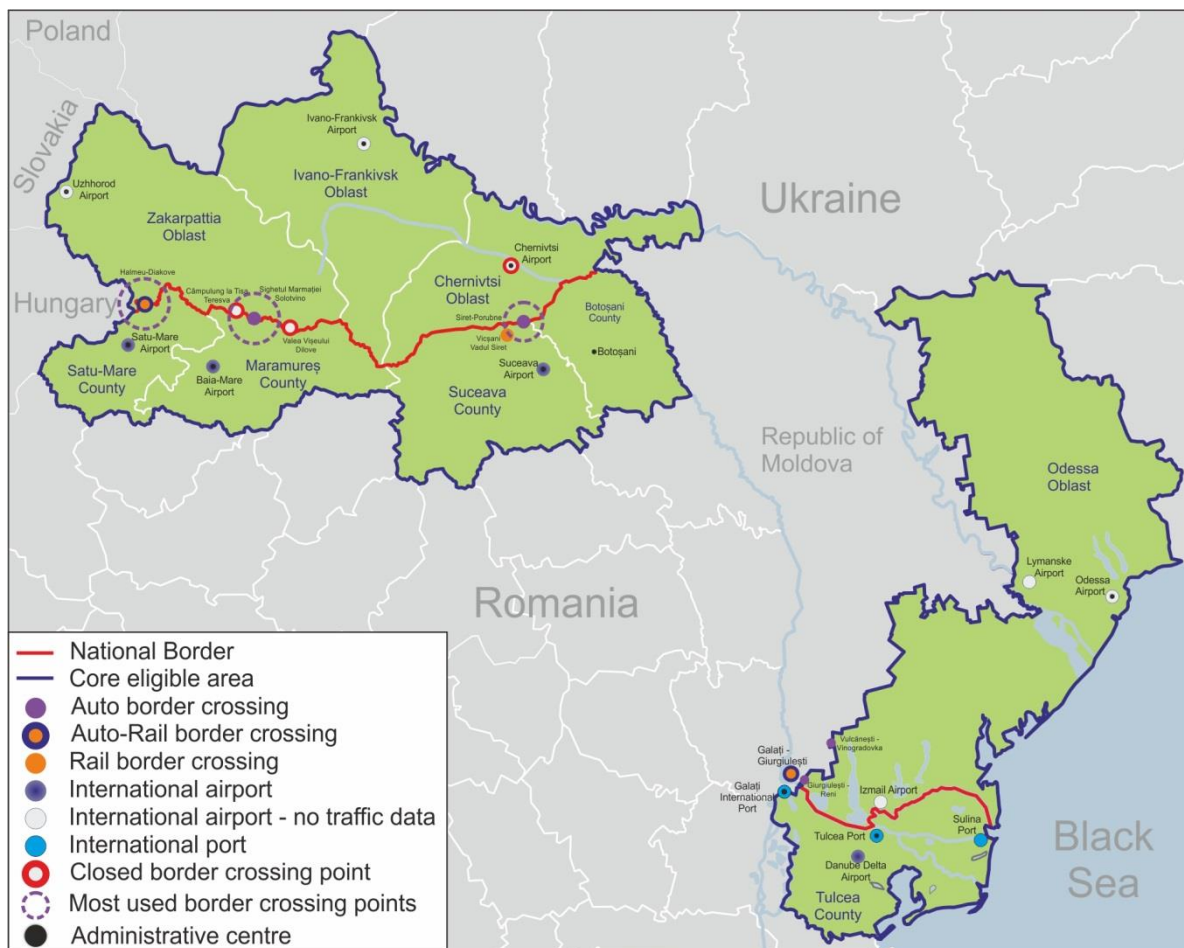 Poland
Slovakia
Hungary
Ukraine
Romania
Republic of
Moldova
Black
Sea
Ivano-Frankivsk
Airport
Ivano-Frankivsk
Oblast
Uzhhorod
Airport
Zakarpattia
Oblast
Halmeu-Diakove
Câmpulung la Tisa
Teresva
Sighetul Marmației
Solotvino
Valea Vișeului
Dilove
Satu-Mare
Airport
Satu-Mare
County
Baia-Mare
Airport
Maramureș
County
Chernivtsi
Airport
Chernivtsi
Oblast
Siret-Porubne
Vicșani
Vadul Siret
Suceava
Airport
Suceava
County
Botoșani
County
Botoșani
Odessa
Oblast
Lymanske
Airport
Odessa
Airport
Vulcănești -
Vinogradovka
Galați -
Giurgiulești
Giurgiulești -
Reni
Galați
International
Port
Izmail Airport
Tulcea Port
Sulina
Port
Danube Delta
Airport
Tulcea
County
National Border
Core eligible area
Auto border crossing
Auto-Rail border crossing
Rail border crossing
International airport
International airport - no traffic data
International port
Closed border crossing point
Most used border crossing points
Administrative centre